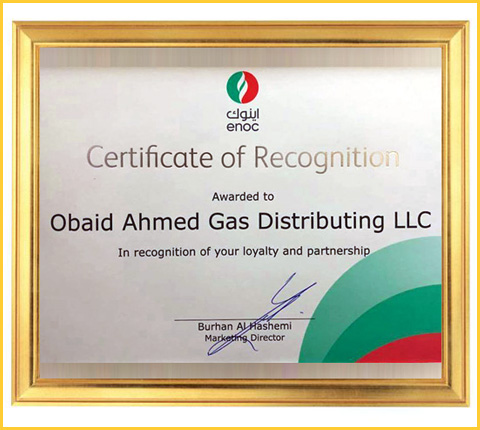 اينوك
enoc
Certificate of Recognition
Awarded to
Obaid Ahmed Gas Distributing LLC
In recognition of your loyalty and partnership
Burhan Al Hashemi
Marketing Director